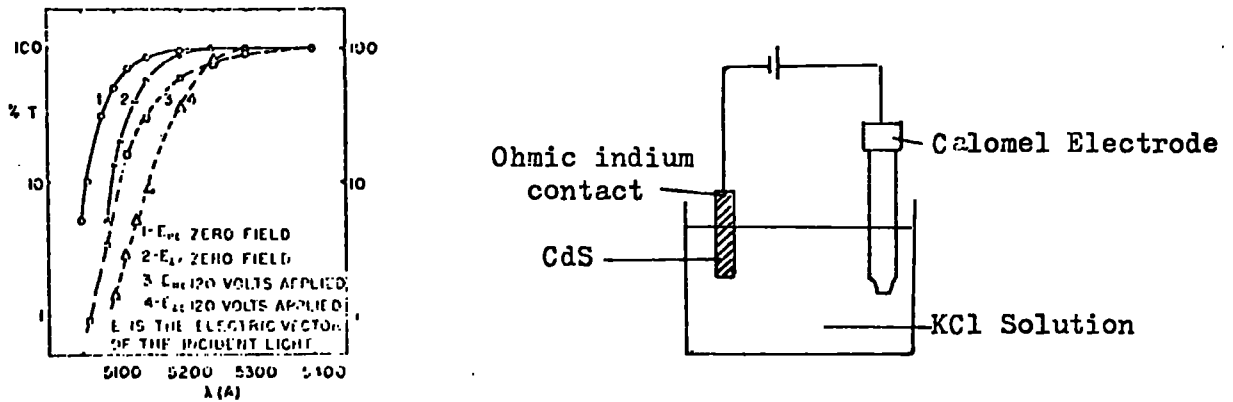 100
100
% T
10
10
1
2
3
4
ZERO FIELD
ZERO FIELD
120 VOLTS APPLIED
120 VOLTS APPLIED
IS THE ELECTRIC VECTOR
OF THE INCIDENT LIGHT
1
1
5100 5200 5300 5400
λ (A)
Ohmic indium
contact
CdS
Calomel Electrode
KCl Solution